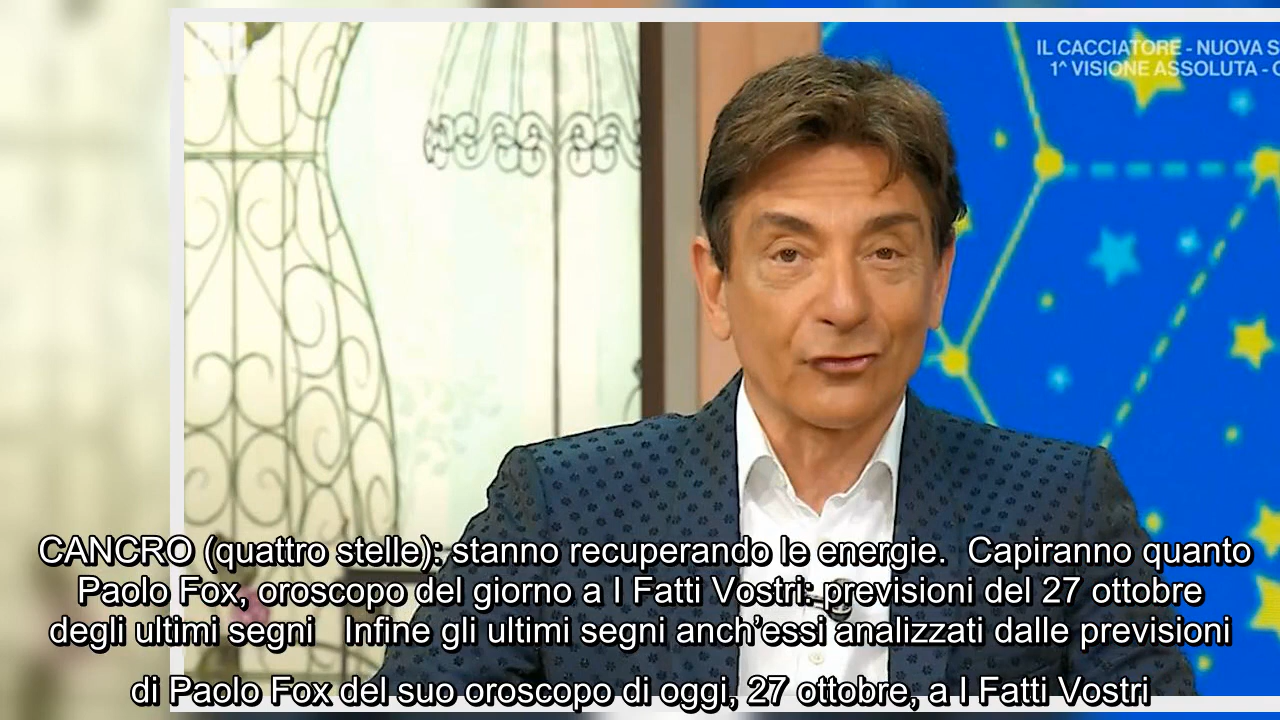 IL CACCIATORE - NUOVA S
1^ VISIONE ASSOLUTA -
CANCRO (quattro stelle): stanno recuperando le energie.  Capiranno quanto
Paolo Fox, oroscopo del giorno a I Fatti Vostri: previsioni del 27 ottobre
degli ultimi segni   Infine gli ultimi segni anch’essi analizzati dalle previsioni
di Paolo Fox del suo oroscopo di oggi, 27 ottobre, a I Fatti Vostri